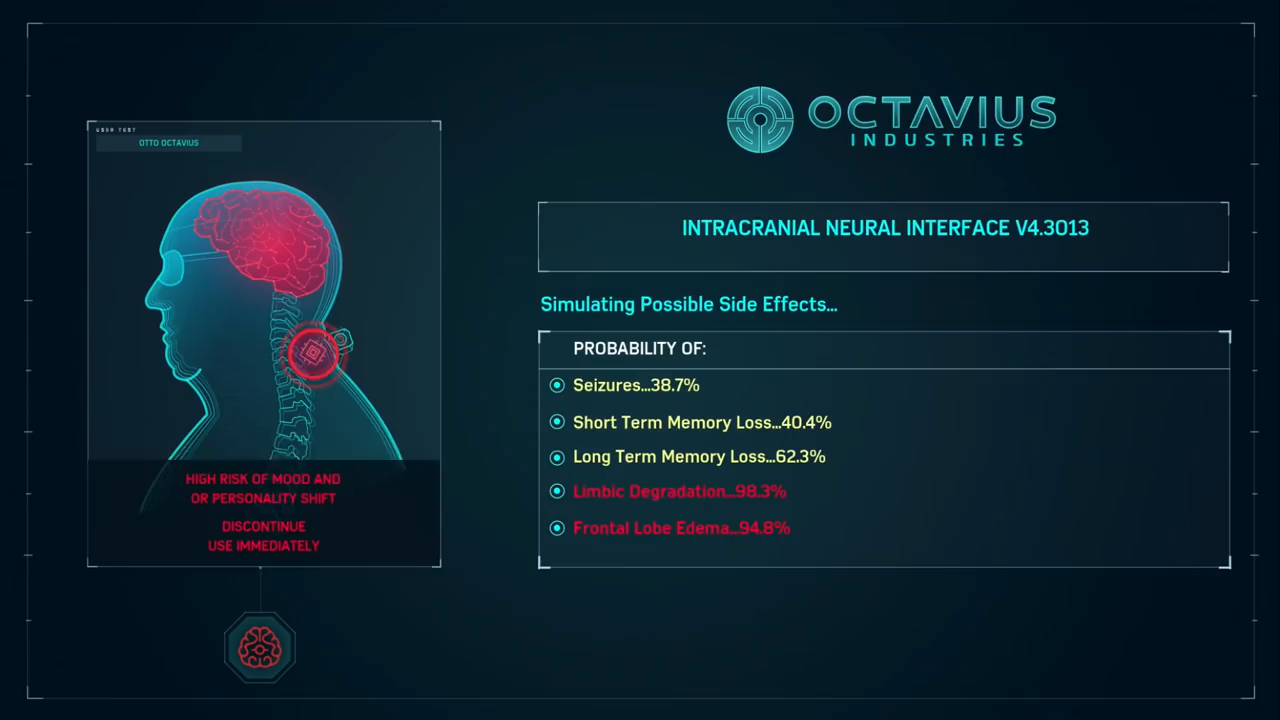 USER TEST
OTTO OCTAVIUS
HIGH RISK OF MOOD AND
OR PERSONALITY SHIFT
DISCONTINUE
USE IMMEDIATELY
OCTAVIUS
INDUSTRIES
INTRACRANIAL NEURAL INTERFACE V4.3013
Simulating Possible Side Effects...
PROBABILITY OF:
Seizures...38.7%
Short Term Memory Loss...40.4%
Long Term Memory Loss...62.3%
Limbic Degradation...98.3%
Frontal Lobe Edema...94.8%